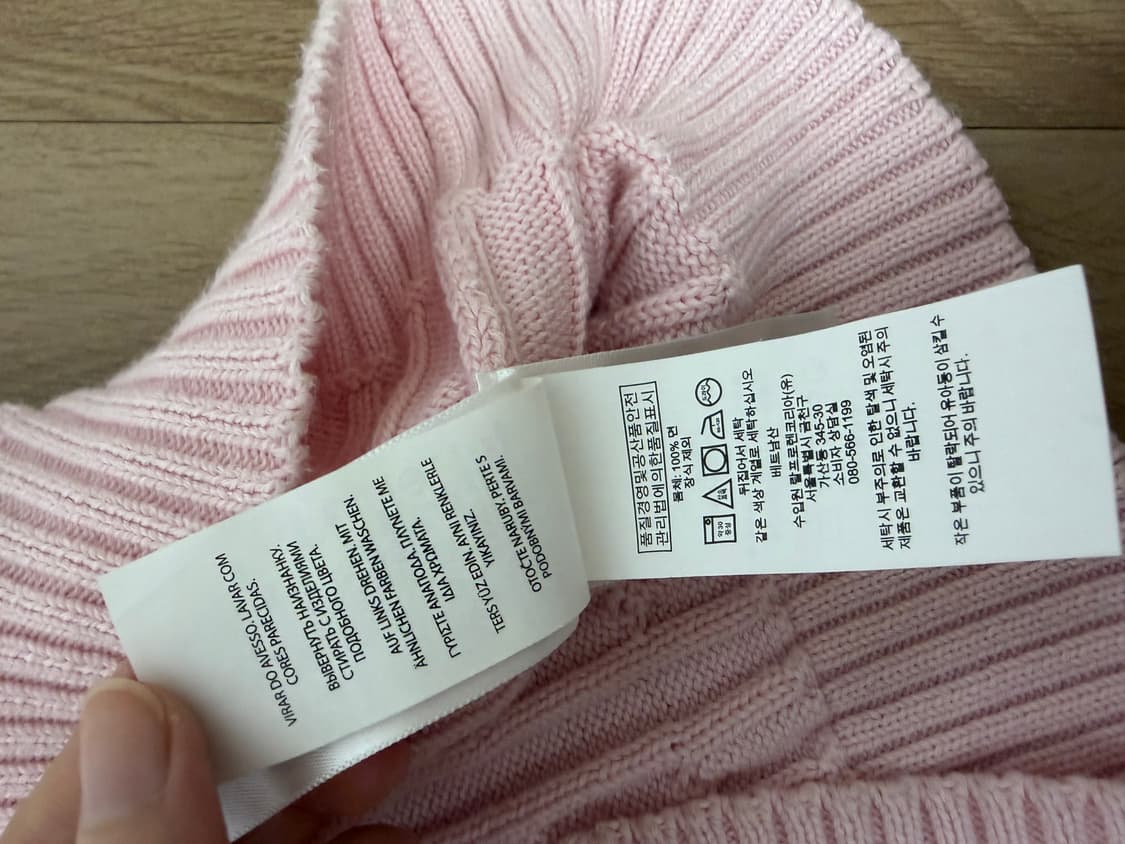 VIRAR DO AVESSO, LAVAR COM
CORES PARECIDAS.
ВЫВЕРНУТЬ НАИЗНАНКУ.
СТИРАТЬ С ИЗДЕЛИЯМИ
ПОДОБНОГО ЦВЕТА.
AUF LINKS DREHEN. MIT
ÄHNLICHEN FARBEN WASCHEN.
ΓΥΡΙΖΤΕ ΑΝΑΠΟΔΑ, ΠΛΥΝΕΤΕ ΜΕ
ΙΔΙΑ ΧΡΩΜΑΤΑ.
TERS YÜZ EDİN, AYNI RENKLERLE
YIKAYINIZ.
OTOČTE NARUBY. PERTE S
PODOBNÝMI BARVAMI.
품질경영및공산품안전
관리법에의한품질표시
몸체: 100% 면
장식 제외
약 30
중성
뒤집어서 세탁
같은 색상 계열로 세탁하십시오
베트남산
수입원 랄프로렌코리아(유)
서울특별시 금천구
가산동 345-30
소비자 상담실
080-566-1199
세탁시 부주의로 인한 탈색 및 오염된
제품은 교환할 수 없으니 세탁시 주의
바랍니다.
작은 부품이 탈락되어 유아동이 삼킬 수
있으니 주의 바랍니다.